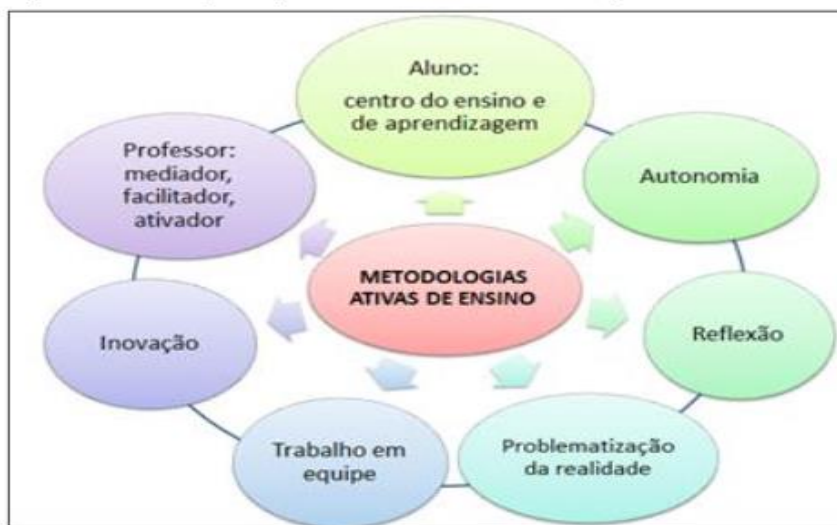 Aluno:
centro do ensino e
de aprendizagem
Autonomia
Reflexão
Problematização
da realidade
Trabalho em
equipe
Inovação
Professor:
mediador,
facilitador,
ativador
METODOLOGIAS
ATIVAS DE ENSINO